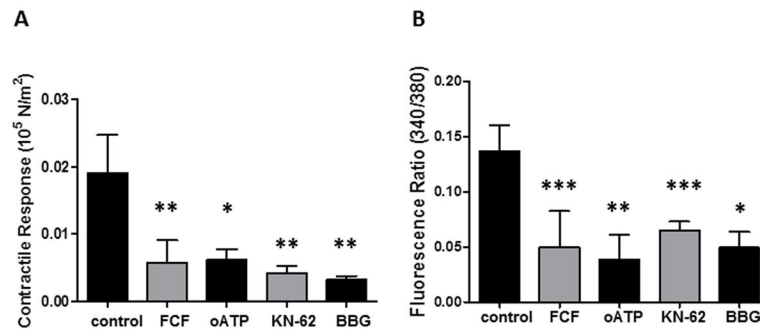 A
Contractile Response (10⁵ N/m²)
0.03
0.02
0.01
0.00
** * ** **
control FCF oATP KN-62 BBG
B
Fluorescence Ratio (340/380)
0.20
0.15
0.10
0.05
0.00
*** ** *** *
control FCF oATP KN-62 BBG